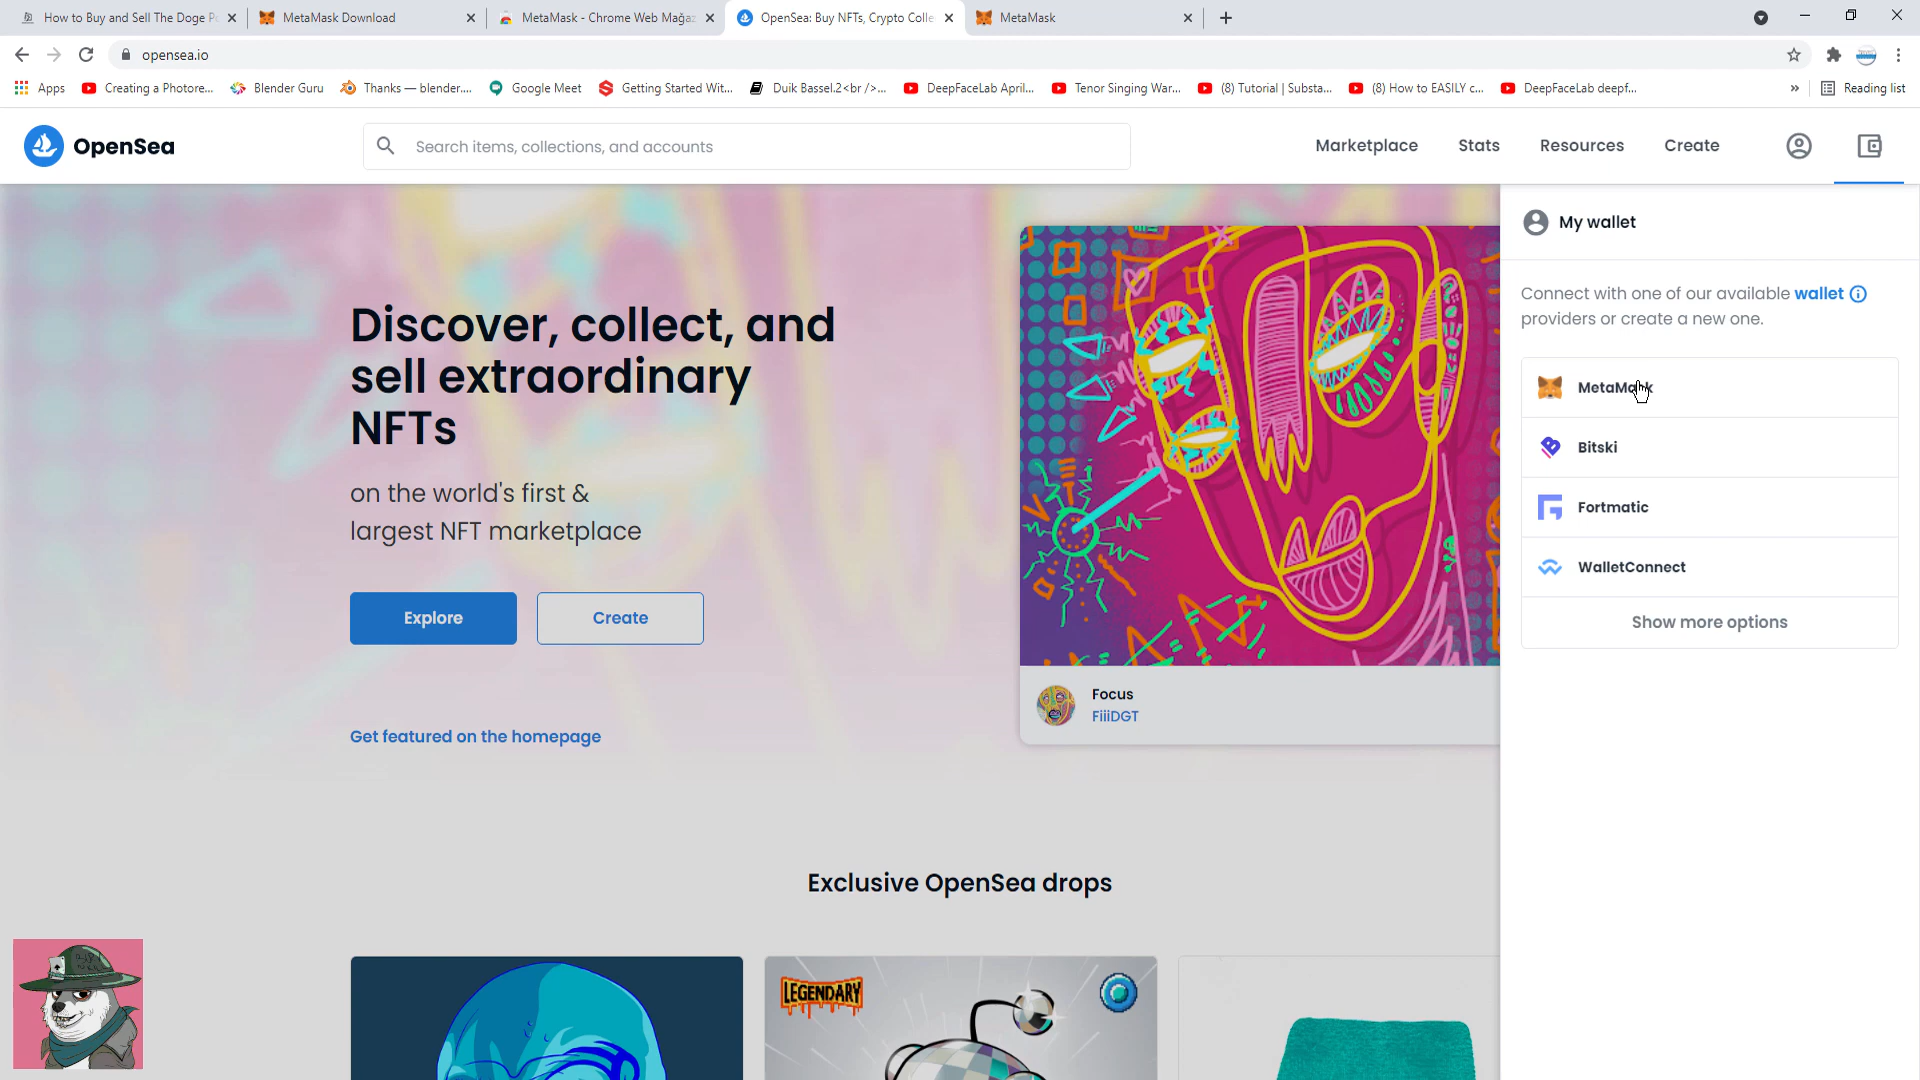 How to Buy and Sell The Doge P
MetaMask Download
MetaMask - Chrome Web Mağaz
OpenSea: Buy NFTs, Crypto Colle
MetaMask
opensea.io
Apps
Creating a Photore...
Blender Guru
Thanks — blender....
Google Meet
Getting Started Wit...
Duik Bassel.2<br />...
DeepFaceLab April...
Tenor Singing War...
(8) Tutorial | Substa...
(8) How to EASILY c...
DeepFaceLab deepf...
»
Reading list
OpenSea
Search items, collections, and accounts
Marketplace
Stats
Resources
Create
My wallet
Connect with one of our available wallet
providers or create a new one.
MetaMask
Bitski
Fortmatic
WalletConnect
Show more options
Discover, collect, and
sell extraordinary
NFTs
on the world's first &
largest NFT marketplace
Explore
Create
Get featured on the homepage
Focus
FiiiDGT
Exclusive OpenSea drops
LEGENDARY